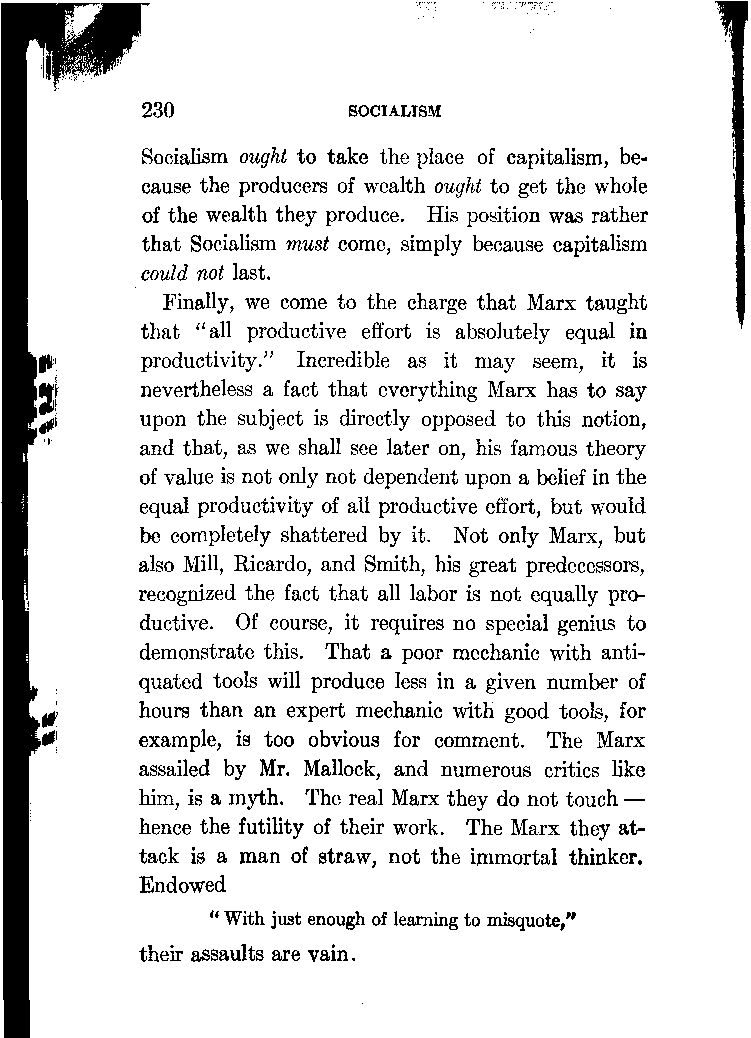 230 SOCIALISM
Socialism ought to take the place of capitalism, be-
cause the producers of wealth ought to get the whole
of the wealth they produce. His position was rather
that Socialism must come, simply because capitalism
could not last.
Finally, we come to the charge that Marx taught
that "all productive effort is absolutely equal in
productivity." Incredible as it may seem, it is
nevertheless a fact that everything Marx has to say
upon the subject is directly opposed to this notion,
and that, as we shall see later on, his famous theory
of value is not only not dependent upon a belief in the
equal productivity of all productive effort, but would
be completely shattered by it. Not only Marx, but
also Mill, Ricardo, and Smith, his great predecessors,
recognized the fact that all labor is not equally pro-
ductive. Of course, it requires no special genius to
demonstrate this. That a poor mechanic with anti-
quated tools will produce less in a given number of
hours than an expert mechanic with good tools, for
example, is too obvious for comment. The Marx
assailed by Mr. Mallock, and numerous critics like
him, is a myth. The real Marx they do not touch —
hence the futility of their work. The Marx they at-
tack is a man of straw, not the immortal thinker.
Endowed
"With just enough of learning to misquote,"
their assaults are vain.